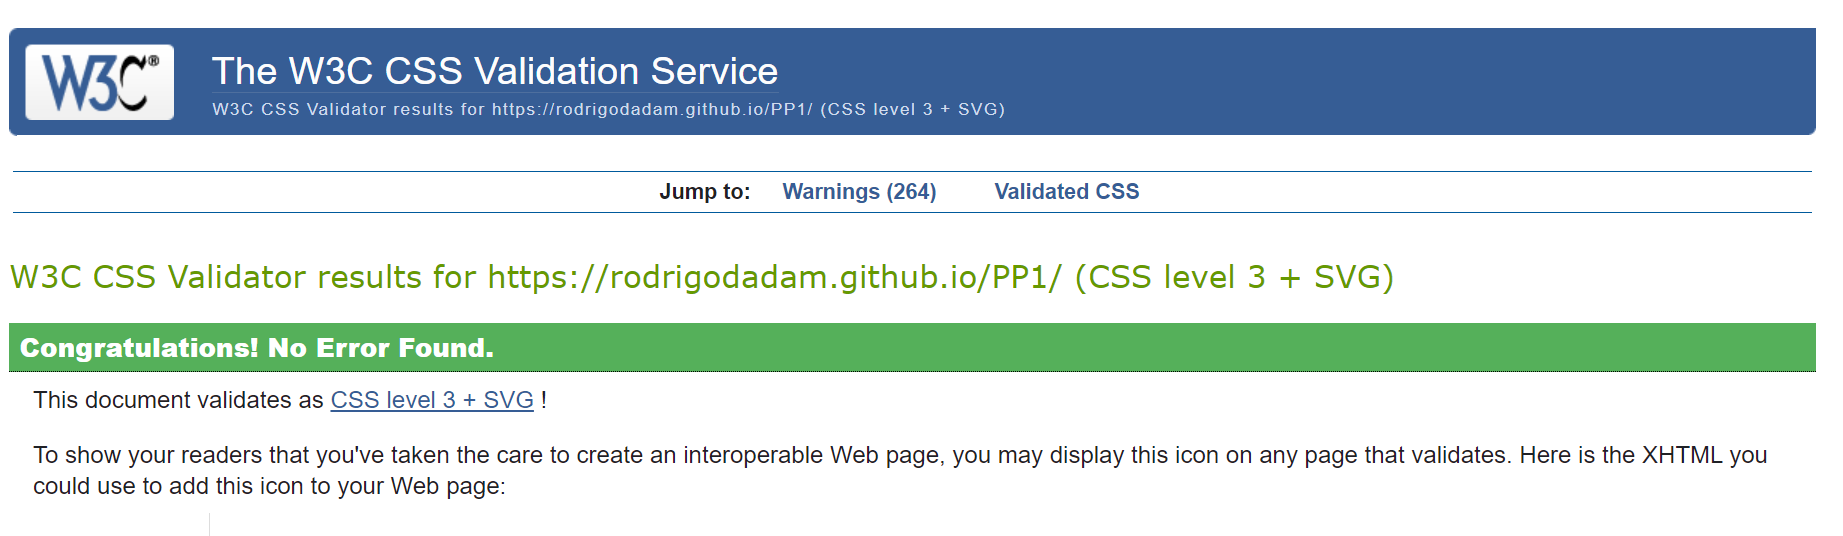 W3C®
The W3C CSS Validation Service
W3C CSS Validator results for https://rodrigodadam.github.io/PP1/ (CSS level 3 + SVG)
Jump to: Warnings (264) Validated CSS
W3C CSS Validator results for https://rodrigodadam.github.io/PP1/ (CSS level 3 + SVG)
Congratulations! No Error Found.
This document validates as CSS level 3 + SVG !
To show your readers that you've taken the care to create an interoperable Web page, you may display this icon on any page that validates. Here is the XHTML you
could use to add this icon to your Web page: